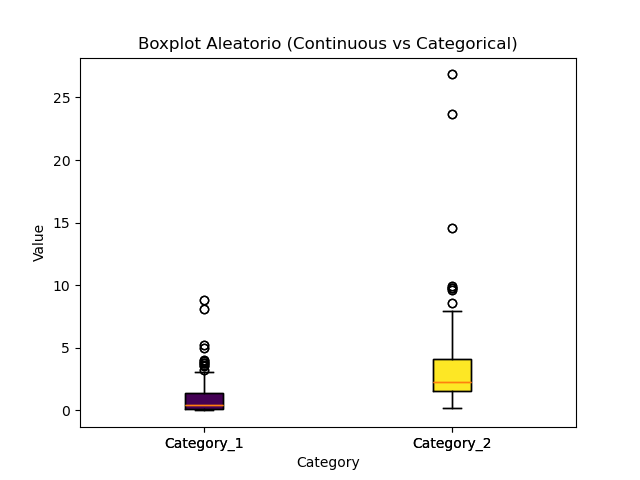 Boxplot Aleatorio (Continuous vs Categorical)
25
20
15
10
5
0
Value
Category_1
Category_2
Category